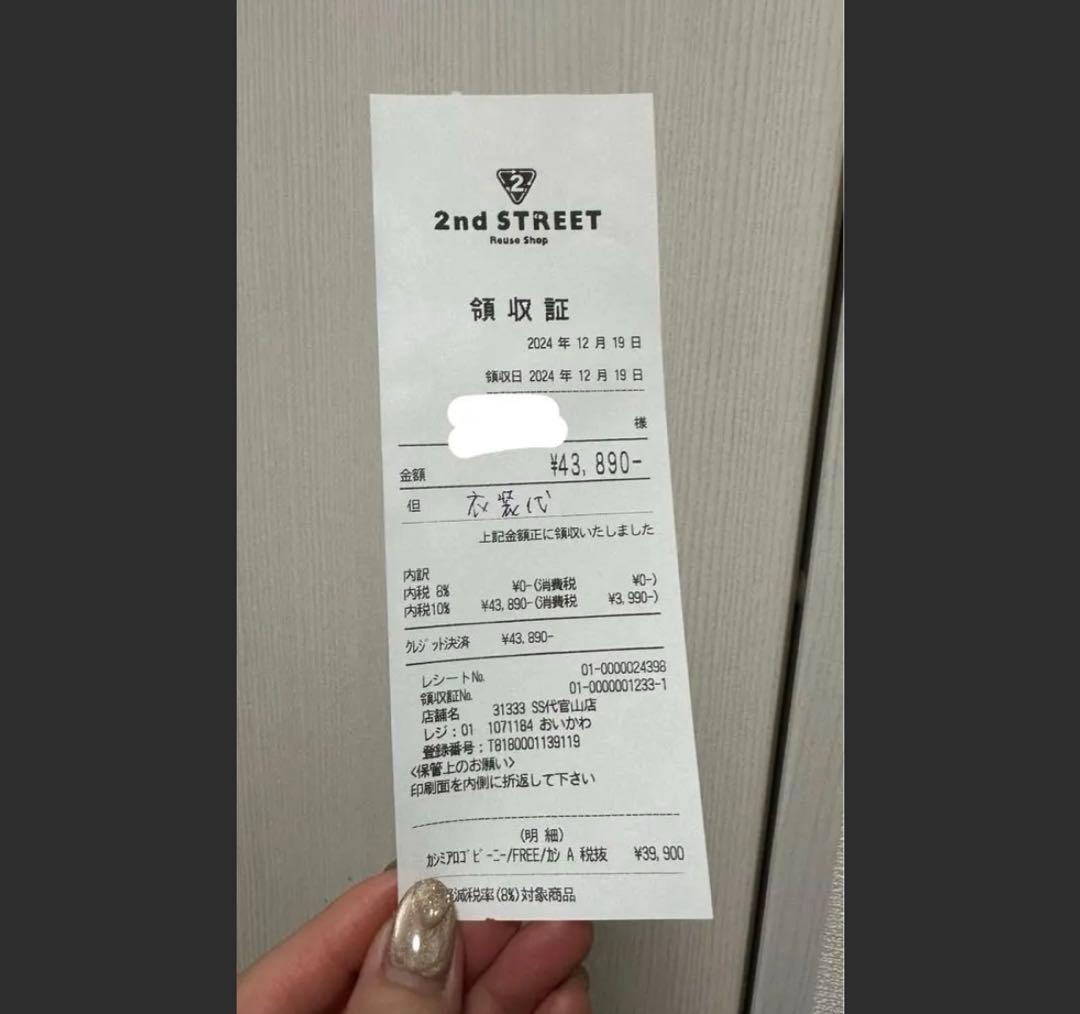 2
2nd STREET
Reuse Shop
領収証
2024 年 12 月 19 日
領収日 2024 年 12 月 19 日
様
金額 ¥43,890-
但 衣装代
上記金額正に領収いたしました
内訳
内税 8% ¥0-(消費税 ¥0-)
内税10% ¥43,890-(消費税 ¥3,990-)
クレジット決済 ¥43,890-
レシートNo. 01-0000024398
領収証No. 01-0000001233-1
店舗名 31333 SS代官山店
レジ:01 1071184 おいかわ
登録番号:T8180001139119
<保管上のお願い>
印刷面を内側に折返して下さい
(明 細)
カシミアロゴビーニー/FREE/カシ A 税抜 ¥39,900
減税率(8%)対象商品